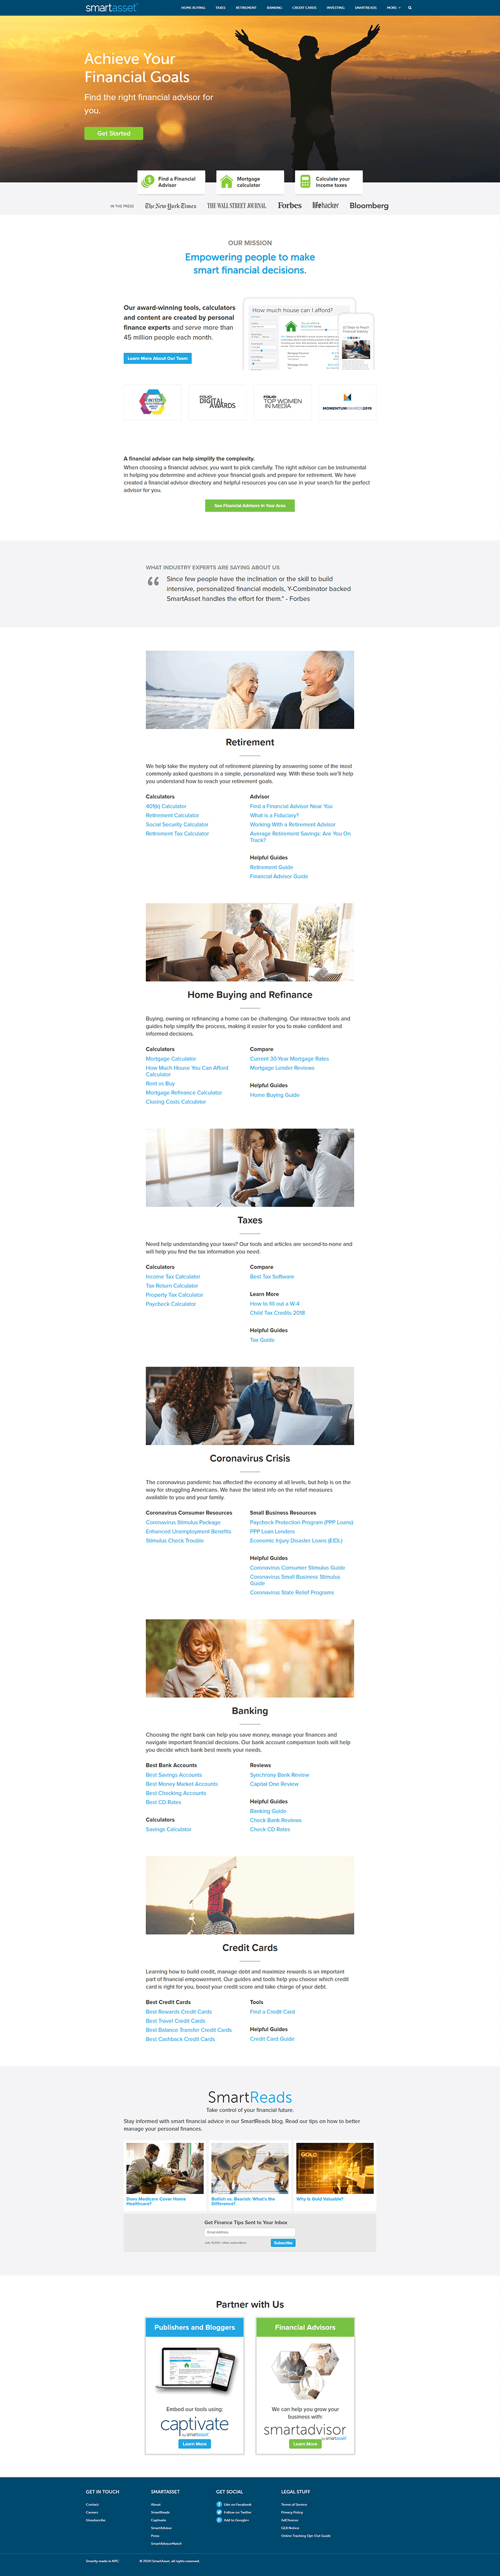 smartasset
HOME BUYING TAXES RETIREMENT BANKING CREDIT CARDS INVESTING SMARTREADS MORE
Achieve Your
Financial Goals
Find the right financial advisor for
you.
Get Started
Find a Financial
Advisor
Mortgage
calculator
Calculate your
income taxes
IN THE PRESS The New York Times THE WALL STREET JOURNAL Forbes lifehacker Bloomberg
OUR MISSION
Empowering people to make
smart financial decisions.
Our award-winning tools, calculators
and content are created by personal
finance experts and serve more than
45 million people each month.
Learn More About Our Team
How much house can I afford?
FINTECH
FOLIO:
DIGITAL
AWARDS
FOLIO:
TOP WOMEN
IN MEDIA
MOMENTUMAWARDS2019
A financial advisor can help simplify the complexity.
When choosing a financial advisor, you want to pick carefully. The right advisor can be instrumental
in helping you determine and achieve your financial goals and prepare for retirement. We have
created a financial advisor directory and helpful resources you can use in your search for the perfect
advisor for you.
See Financial Advisors In Your Area
WHAT INDUSTRY EXPERTS ARE SAYING ABOUT US
“ Since few people have the inclination or the skill to build
intensive, personalized financial models, Y-Combinator backed
SmartAsset handles the effort for them." - Forbes
Retirement
We help take the mystery out of retirement planning by answering some of the most
commonly asked questions in a simple, personalized way. With these tools we'll help
you understand how to reach your retirement goals.
Calculators
401(k) Calculator
Retirement Calculator
Social Security Calculator
Retirement Tax Calculator
Advisor
Find a Financial Advisor Near You
What is a Fiduciary?
Working With a Retirement Advisor
Average Retirement Savings: Are You On
Track?
Helpful Guides
Retirement Guide
Financial Advisor Guide
Home Buying and Refinance
Buying, owning or refinancing a home can be challenging. Our interactive tools and
guides help simplify the process, making it easier for you to make confident and
informed decisions.
Calculators
Mortgage Calculator
How Much House You Can Afford
Calculator
Rent vs Buy
Mortgage Refinance Calculator
Closing Costs Calculator
Compare
Current 30-Year Mortgage Rates
Mortgage Lender Reviews
Helpful Guides
Home Buying Guide
Taxes
Need help understanding your taxes? Our tools and articles are second-to-none and
will help you find the tax information you need.
Calculators
Income Tax Calculator
Tax Return Calculator
Property Tax Calculator
Paycheck Calculator
Compare
Best Tax Software
Learn More
How to fill out a W-4
Child Tax Credits 2018
Helpful Guides
Tax Guide
Coronavirus Crisis
The coronavirus pandemic has affected the economy at all levels, but help is on the
way for struggling Americans. We have the latest info on the relief measures
available to you and your family.
Coronavirus Consumer Resources
Coronavirus Stimulus Package
Enhanced Unemployment Benefits
Stimulus Check Trouble
Small Business Resources
Paycheck Protection Program (PPP Loans)
PPP Loan Lenders
Economic Injury Disaster Loans (EIDL)
Helpful Guides
Coronavirus Consumer Stimulus Guide
Coronavirus Small Business Stimulus
Guide
Coronavirus State Relief Programs
Banking
Choosing the right bank can help you save money, manage your finances and
navigate important financial decisions. Our bank account comparison tools will help
you decide which bank best meets your needs.
Best Bank Accounts
Best Savings Accounts
Best Money Market Accounts
Best Checking Accounts
Best CD Rates
Calculators
Savings Calculator
Reviews
Synchrony Bank Review
Capital One Review
Helpful Guides
Banking Guide
Check Bank Reviews
Check CD Rates
Credit Cards
Learning how to build credit, manage debt and maximize rewards is an important
part of financial empowerment. Our guides and tools help you choose which credit
card is right for you, boost your credit score and take charge of your debt.
Best Credit Cards
Best Rewards Credit Cards
Best Travel Credit Cards
Best Balance Transfer Credit Cards
Best Cashback Credit Cards
Tools
Find a Credit Card
Helpful Guides
Credit Card Guide
SmartReads
Take control of your financial future.
Stay informed with smart financial advice in our SmartReads blog. Read our tips on how to better
manage your personal finances.
GOLD
Does Medicare Cover Home
Healthcare?
Bullish vs. Bearish: What's the
Difference?
Why Is Gold Valuable?
Get Finance Tips Sent to Your Inbox
Email Address
Subscribe
Partner with Us
Publishers and Bloggers
Embed our tools using:
captivate
by smartasset
Learn More
Financial Advisors
We can help you grow your
business with:
smartadvisor
by smartasset
Learn More
GET IN TOUCH
Contact
Careers
Unsubscribe
SMARTASSET
About
SmartReads
Captivate
SmartAdvisor
Press
SmartAdvisorMatch
GET SOCIAL
Like on Facebook
Follow on Twitter
Add to Google+
LEGAL STUFF
Terms of Service
Privacy Policy
AdChoices
GLB Notice
Online Tracking Opt-Out Guide
Smartly made in NYC. © 2020 SmartAsset, all rights reserved.